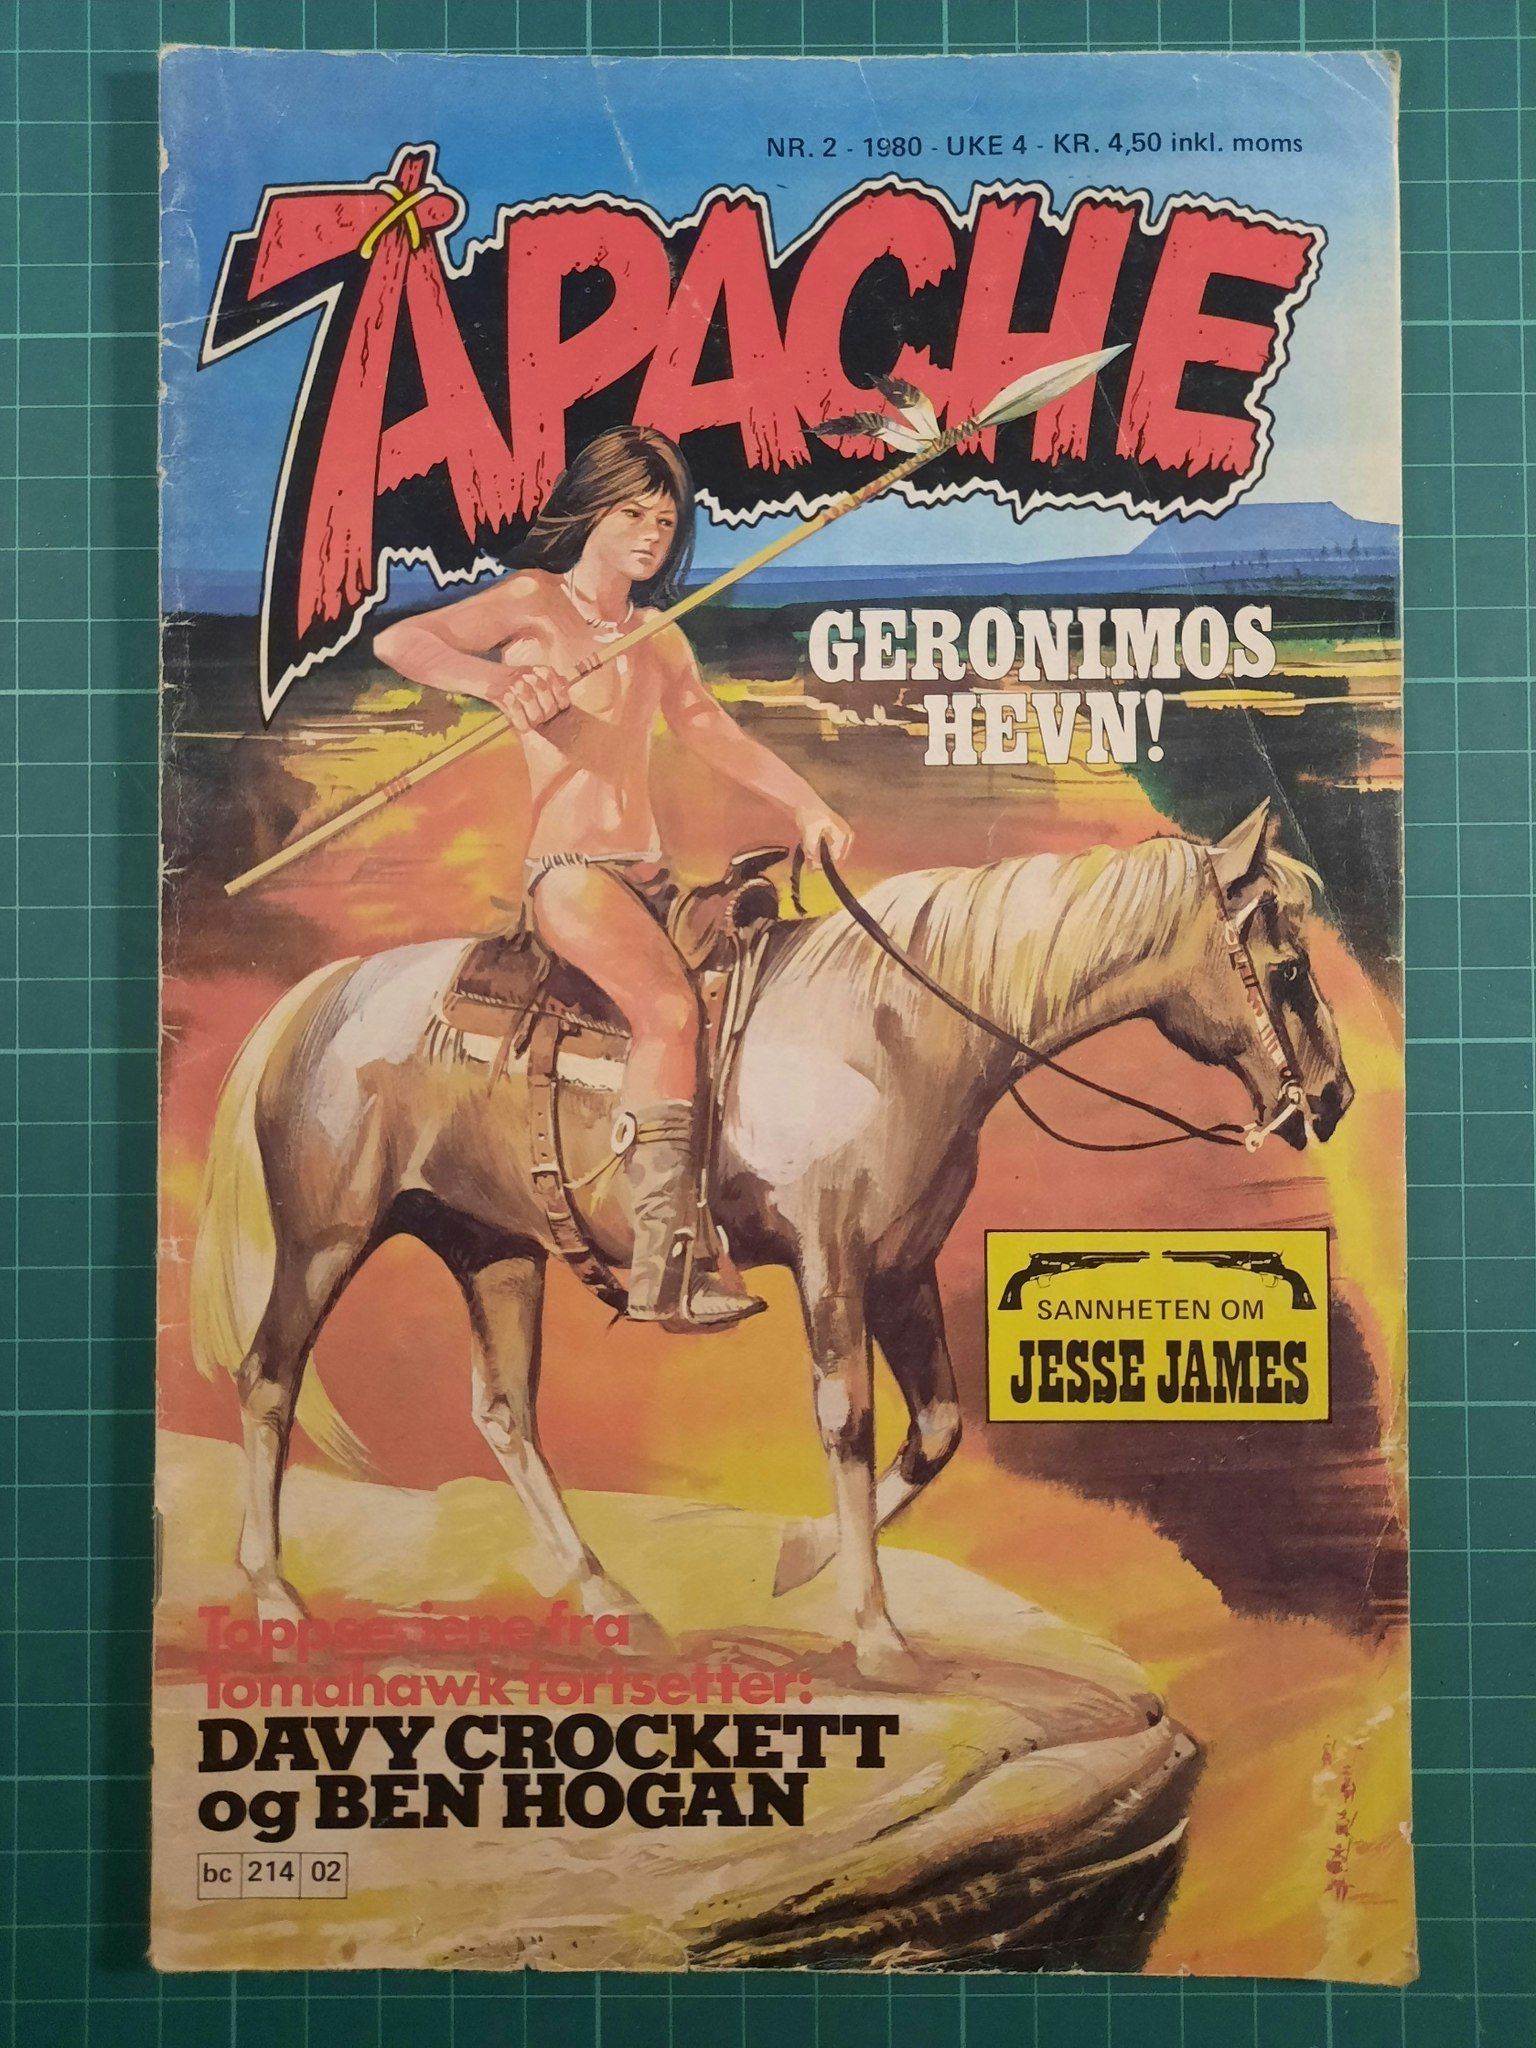 NR. 2 - 1980 - UKE 4 - KR. 4,50 inkl. moms
APACHE
GERONIMOS
HEVN!
SANNHETEN OM
JESSE JAMES
Toppseriene fra
Tomahawk fortsetter:
DAVY CROCKETT
og BEN HOGAN
bc 214 02